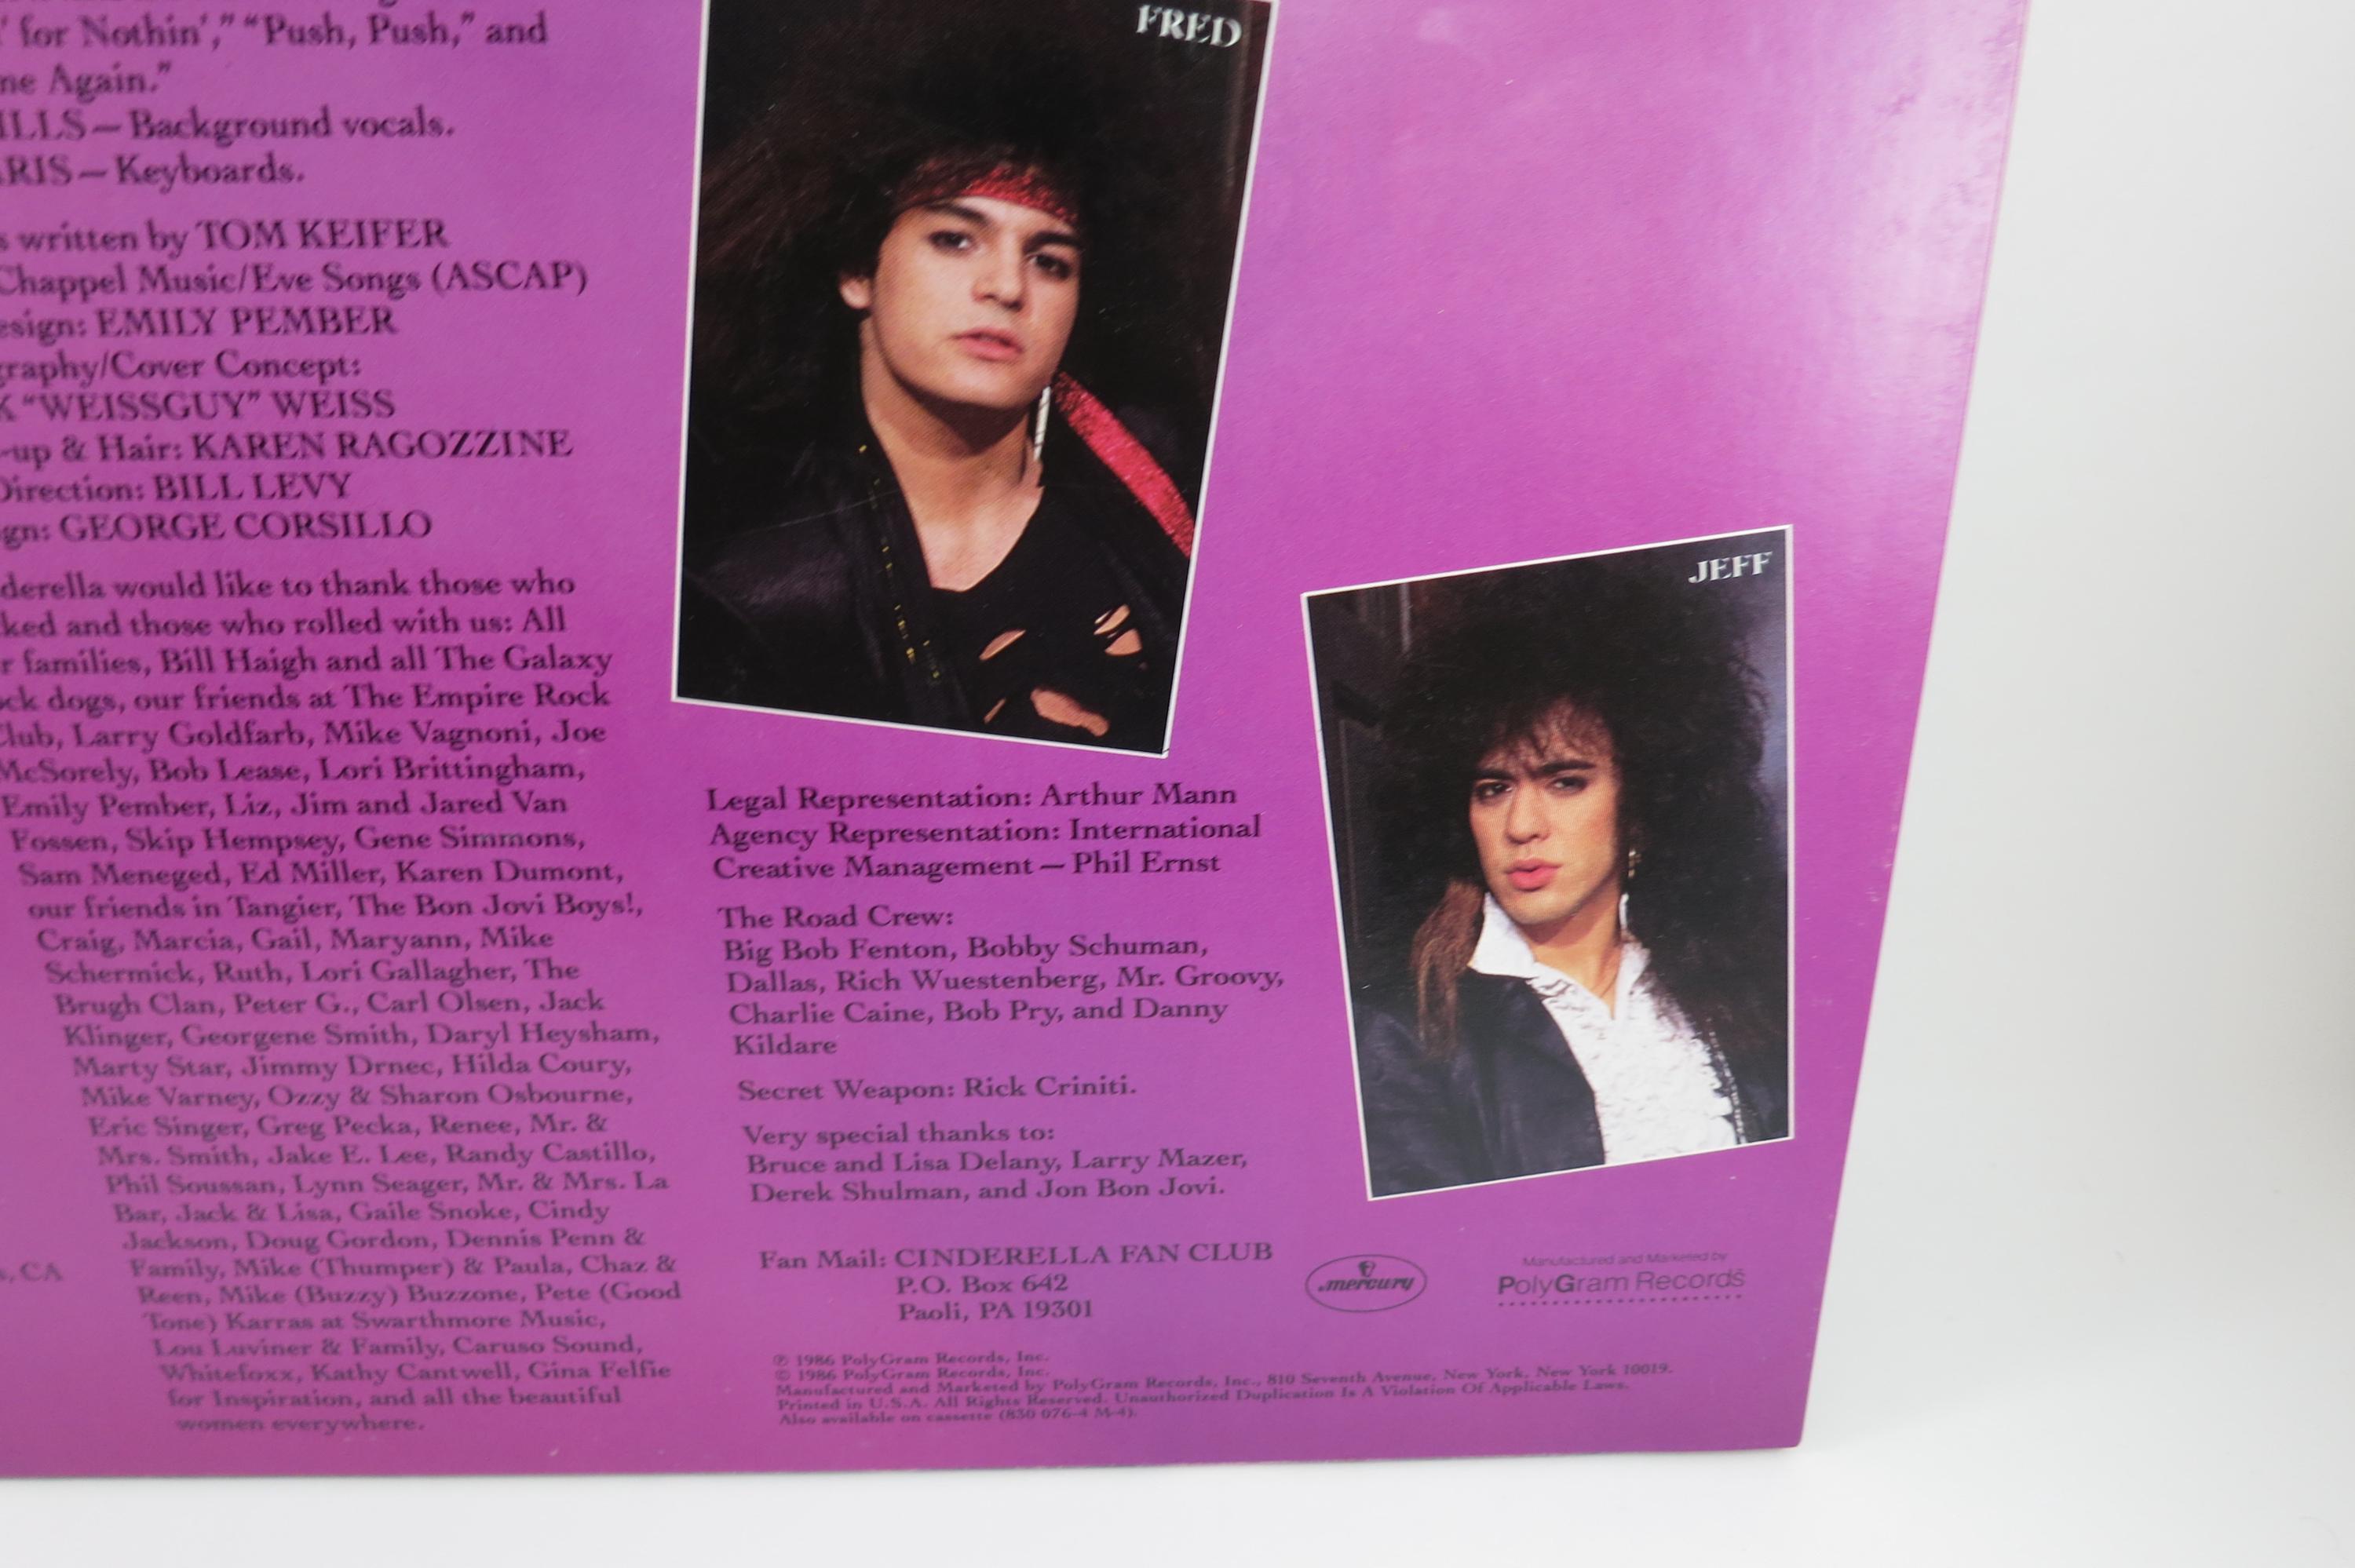 ' for Nothin'," "Push, Push," and
me Again."
ILLS — Background vocals.
RIS — Keyboards.
s written by TOM KEIFER
Chappel Music/Eve Songs (ASCAP)
esign: EMILY PEMBER
graphy/Cover Concept:
K "WEISSGUY" WEISS
-up & Hair: KAREN RAGOZZINE
Direction: BILL LEVY
ign: GEORGE CORSILLO
derella would like to thank those who
ked and those who rolled with us: All
r families, Bill Haigh and all The Galaxy
ock dogs, our friends at The Empire Rock
Club, Larry Goldfarb, Mike Vagnoni, Joe
McSorely, Bob Lease, Lori Brittingham,
Emily Pember, Liz, Jim and Jared Van
Fossen, Skip Hempsey, Gene Simmons,
Sam Meneged, Ed Miller, Karen Dumont,
our friends in Tangier, The Bon Jovi Boys!,
Craig, Marcia, Gail, Maryann, Mike
Schermick, Ruth, Lori Gallagher, The
Brugh Clan, Peter G., Carl Olsen, Jack
Klinger, Georgene Smith, Daryl Heysham,
Marty Star, Jimmy Drnec, Hilda Coury,
Mike Varney, Ozzy & Sharon Osbourne,
Eric Singer, Greg Pecka, Renee, Mr. &
Mrs. Smith, Jake E. Lee, Randy Castillo,
Phil Soussan, Lynn Seager, Mr. & Mrs. La
Bar, Jack & Lisa, Gaile Snoke, Cindy
Jackson, Doug Gordon, Dennis Penn &
Family, Mike (Thumper) & Paula, Chaz &
Reen, Mike (Buzzy) Buzzone, Pete (Good
Tone) Karras at Swarthmore Music,
Lou Luviner & Family, Caruso Sound,
Whitefoxx, Kathy Cantwell, Gina Felfie
for Inspiration, and all the beautiful
women everywhere.
s, CA
FRED
JEFF
Legal Representation: Arthur Mann
Agency Representation: International
Creative Management — Phil Ernst
The Road Crew:
Big Bob Fenton, Bobby Schuman,
Dallas, Rich Wuestenberg, Mr. Groovy,
Charlie Caine, Bob Pry, and Danny
Kildare
Secret Weapon: Rick Criniti.
Very special thanks to:
Bruce and Lisa Delany, Larry Mazer,
Derek Shulman, and Jon Bon Jovi.
Fan Mail: CINDERELLA FAN CLUB
P.O. Box 642
Paoli, PA 19301
mercury
Manufactured and Marketed by
PolyGram Records
℗ 1986 PolyGram Records, Inc.
© 1986 PolyGram Records, Inc.
Manufactured and Marketed by PolyGram Records, Inc., 810 Seventh Avenue, New York, New York 10019.
Printed in U.S.A. All Rights Reserved. Unauthorized Duplication Is A Violation Of Applicable Laws.
Also available on cassette (830 076-4 M-4).